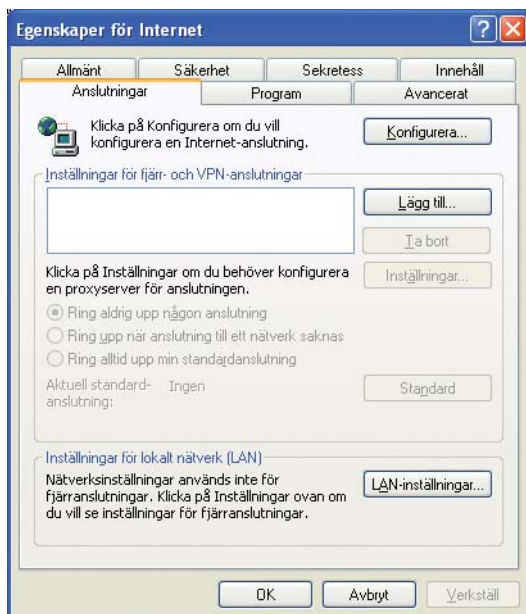 Egenskaper för Internet
Allmänt Säkerhet Sekretess Innehåll
Anslutningar Program Avancerat
Klicka på Konfigurera om du vill
konfigurera en Internet-anslutning.
Konfigurera...
Inställningar för fjärr- och VPN-anslutningar
Lägg till...
Ta bort
Klicka på Inställningar om du behöver konfigurera
en proxyserver för anslutningen.
Inställningar...
Ring aldrig upp någon anslutning
Ring upp när anslutning till ett nätverk saknas
Ring alltid upp min standardanslutning
Aktuell standard-
anslutning:
Ingen
Standard
Inställningar för lokalt nätverk (LAN)
Nätverksinställningar används inte för
fjärranslutningar. Klicka på Inställningar ovan om
du vill se inställningar för fjärranslutningar.
LAN-inställningar...
OK Avbryt Verkställ